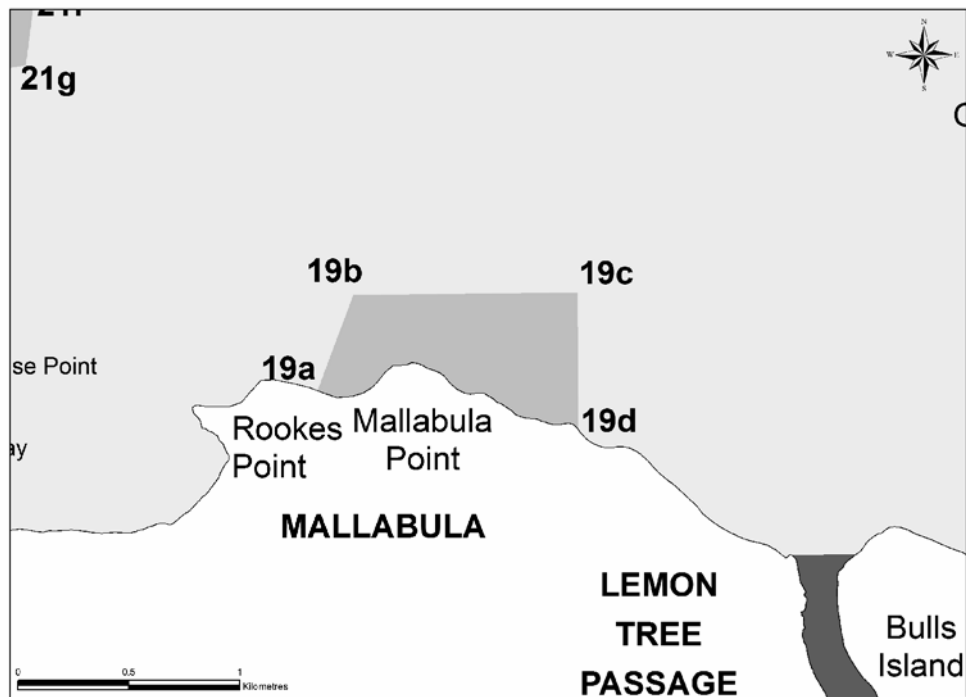 21g
N
W E
S
19b
19c
se Point
19a
Rookes
Point
Mallabula
Point
19d
ay
MALLABULA
LEMON
TREE
PASSAGE
Bulls
Island
0 0.5 1
Kilometres